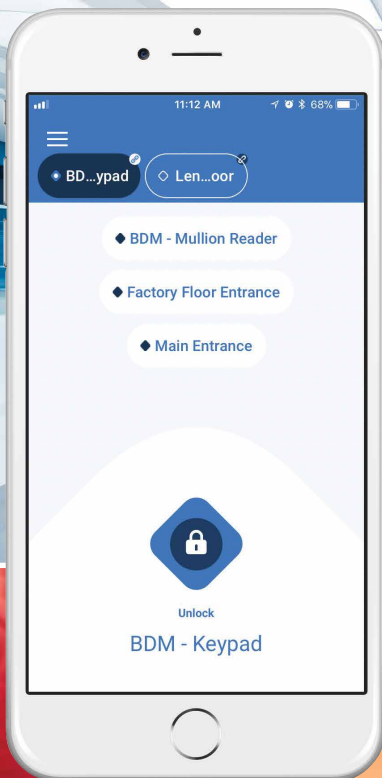 11:12 AM 68%
BD...ypad Len...oor
BDM - Mullion Reader
Factory Floor Entrance
Main Entrance
Unlock
BDM - Keypad